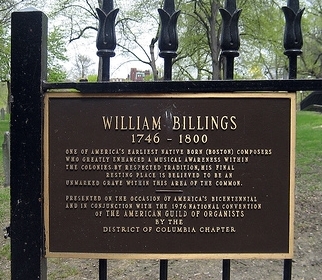 WILLIAM BILLINGS
1746 - 1800
ONE OF AMERICA'S EARLIEST NATIVE BORN (BOSTON) COMPOSERS
WHO GREATLY ENHANCED A MUSICAL AWARENESS WITHIN
THE COLONIES. BY RESPECTED TRADITION, HIS FINAL
RESTING PLACE IS BELIEVED TO BE AN
UNMARKED GRAVE WITHIN THIS AREA OF THE COMMON.
PRESENTED ON THE OCCASION OF AMERICA'S BICENTENNIAL
AND IN CONJUNCTION WITH THE 1976 NATIONAL CONVENTION
OF THE AMERICAN GUILD OF ORGANISTS
BY THE
DISTRICT OF COLUMBIA CHAPTER